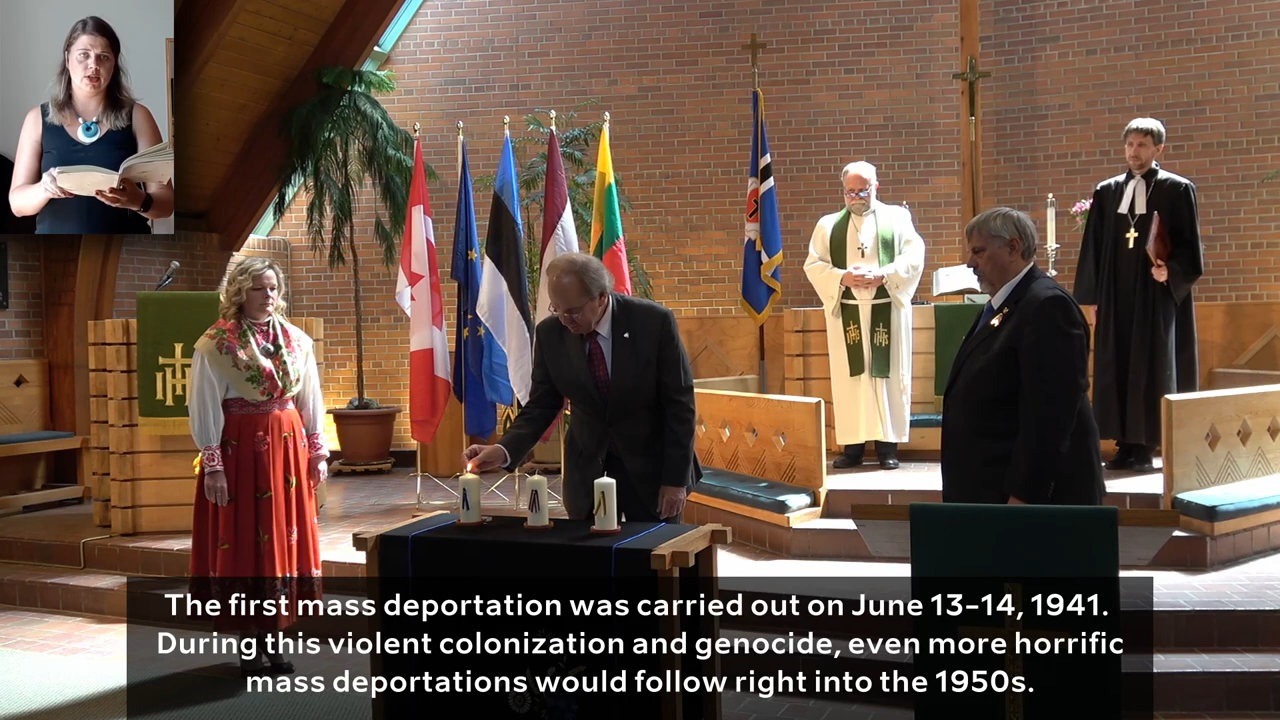 The first mass deportation was carried out on June 13–14, 1941.
During this violent colonization and genocide, even more horrific
mass deportations would follow right into the 1950s.